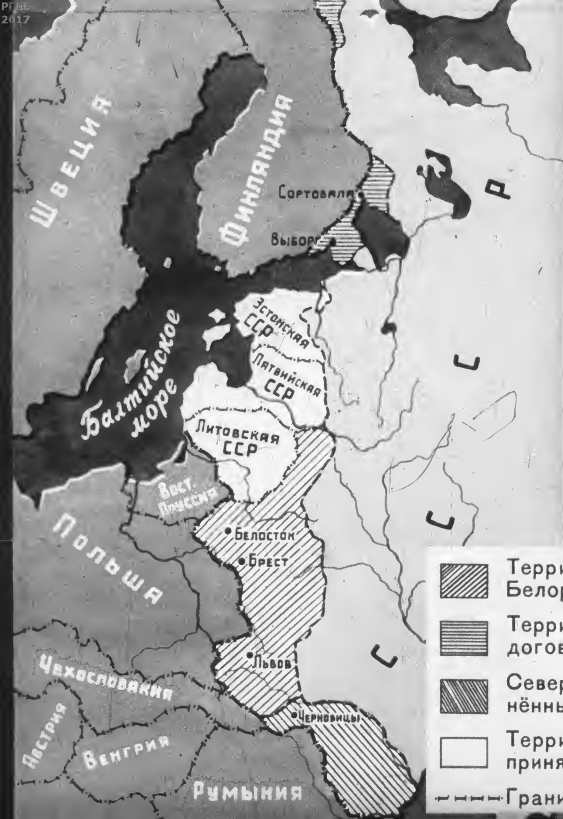 РГДБ
2017
ШВЕЦИЯ
ФИНЛЯНДИЯ
СОРТОВАЛА
ВЫБОРГ
Р
ЭСТОНСКАЯ
ССР
ЛАТВИЙСКАЯ
ССР
С
Балтийское
море
ЛИТОВСКАЯ
ССР
ВОСТ.
ПРУССИЯ
С
ПОЛЬША
БЕЛОСТОК
БРЕСТ
ЛЬВОВ
С
ЧЕХОСЛОВАКИЯ
ЧЕРНОВИЦЫ
АВСТРИЯ
ВЕНГРИЯ
РУМЫНИЯ
Терри
Белор
Терри
догов
Север
нённы
Терри
приня
Грани